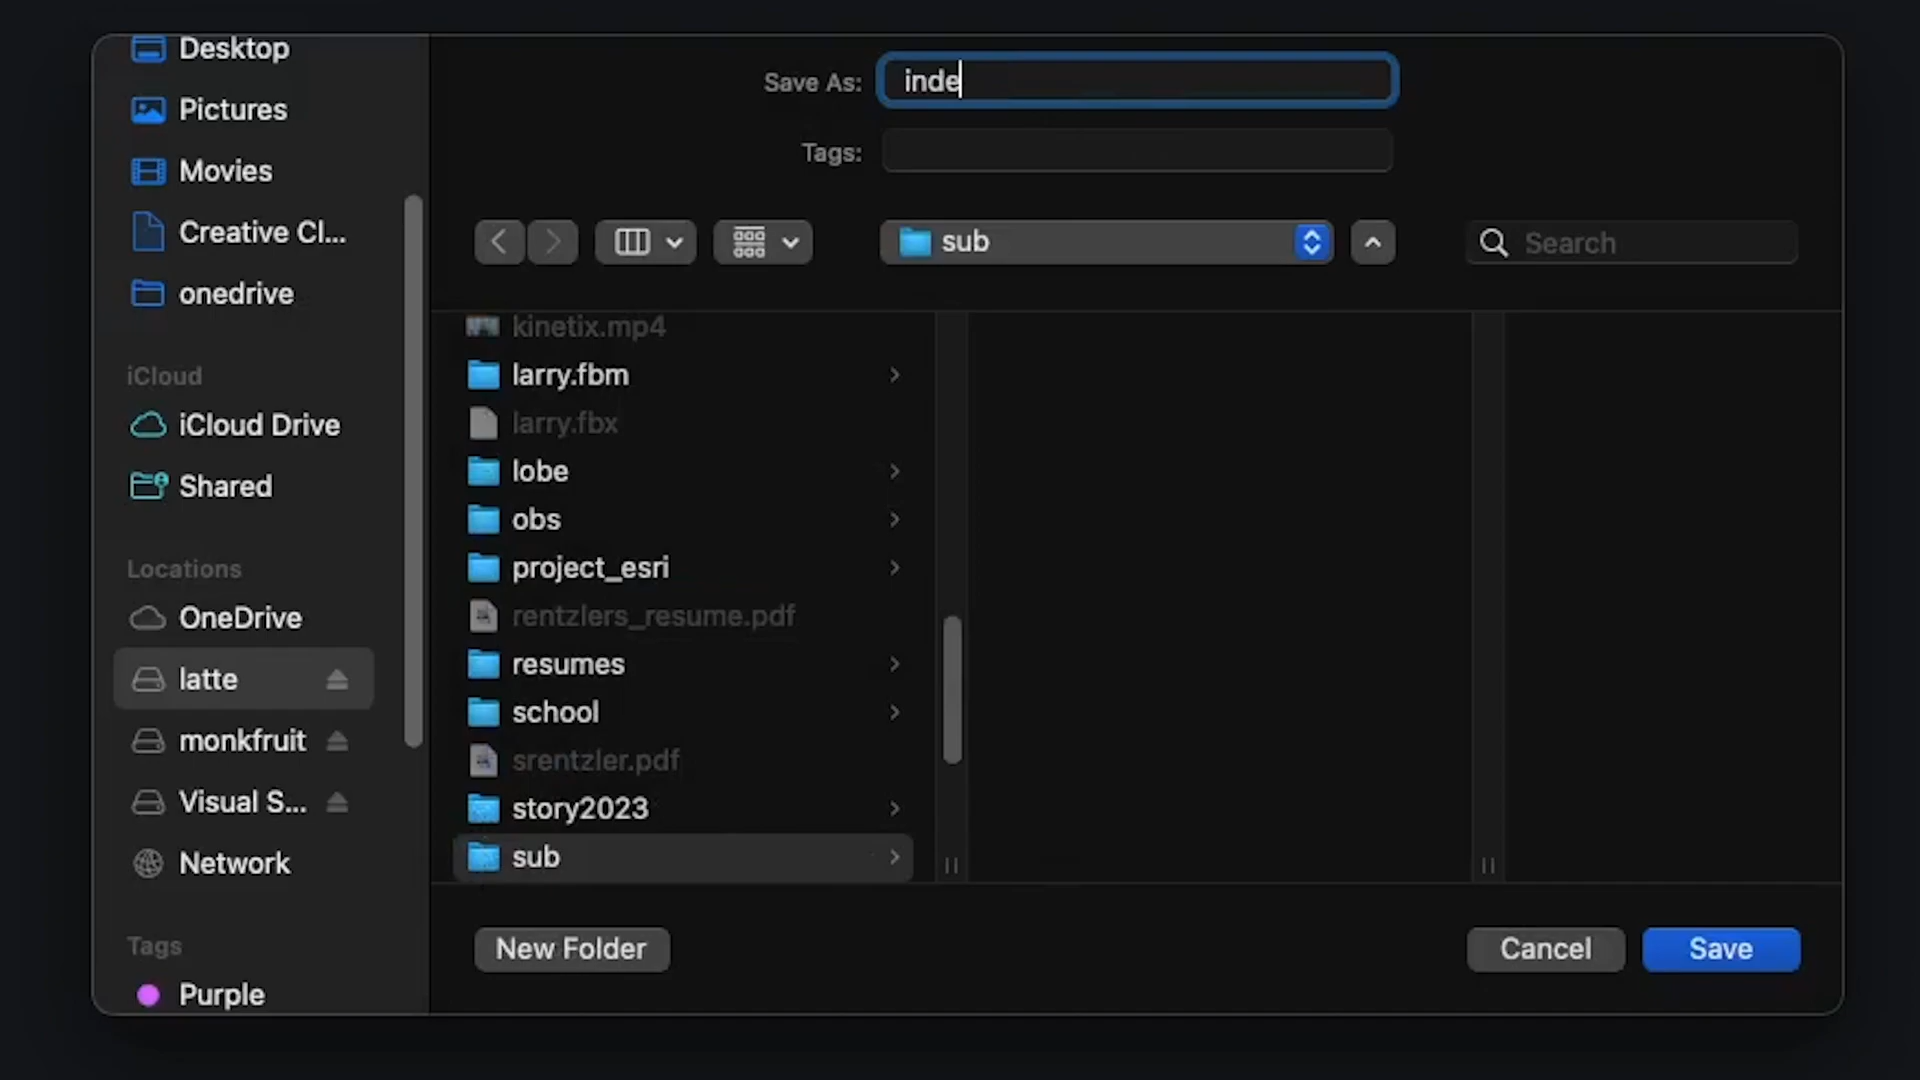 Desktop
Pictures
Movies
Creative Cl...
onedrive
iCloud
iCloud Drive
Shared
Locations
OneDrive
latte
monkfruit
Visual S...
Network
Tags
Purple
Save As: inde
Tags:
sub
Search
kinetix.mp4
larry.fbm
larry.fbx
lobe
obs
project_esri
rentzlers_resume.pdf
resumes
school
srentzler.pdf
story2023
sub
New Folder
Cancel
Save